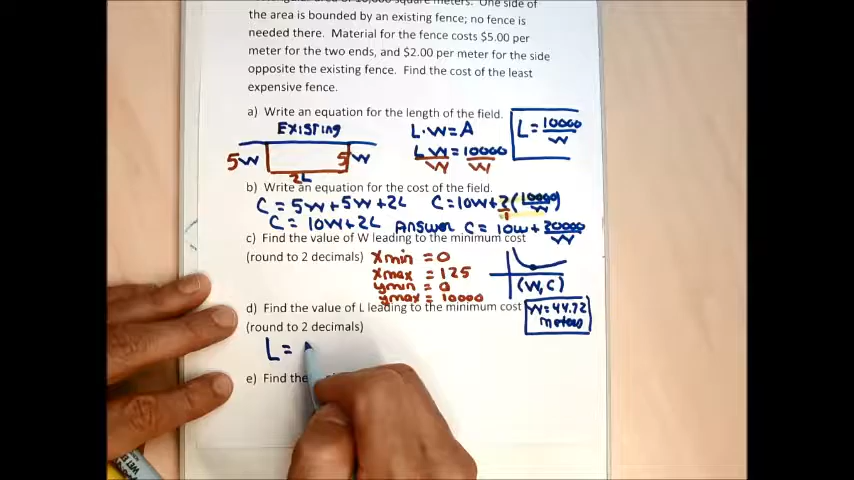 area of 10,000 square meters. One side of
the area is bounded by an existing fence; no fence is
needed there. Material for the fence costs $5.00 per
meter for the two ends, and $2.00 per meter for the side
opposite the existing fence. Find the cost of the least
expensive fence.
a) Write an equation for the length of the field.
EXISTING
5W 5W
2L
L·W=A
LW=10000
W W
L=10000
W
b) Write an equation for the cost of the field.
C=5W+5W+2L C=10W+2(10000)
1 W
C=10W+2L Answer C=10W+20000
W
c) Find the value of W leading to the minimum cost
(round to 2 decimals)
xmin=0
xmax=125
ymin=0
ymax=10000
(W,C)
W=44.72
meters
d) Find the value of L leading to the minimum cost
(round to 2 decimals)
L=
e) Find the